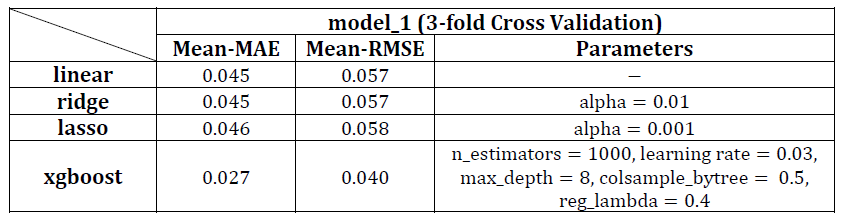 model_1 (3-fold Cross Validation)
Mean-MAE Mean-RMSE Parameters
linear 0.045 0.057 −
ridge 0.045 0.057 alpha = 0.01
lasso 0.046 0.058 alpha = 0.001
xgboost 0.027 0.040 n_estimators = 1000, learning rate = 0.03,
max_depth = 8, colsample_bytree = 0.5,
reg_lambda = 0.4